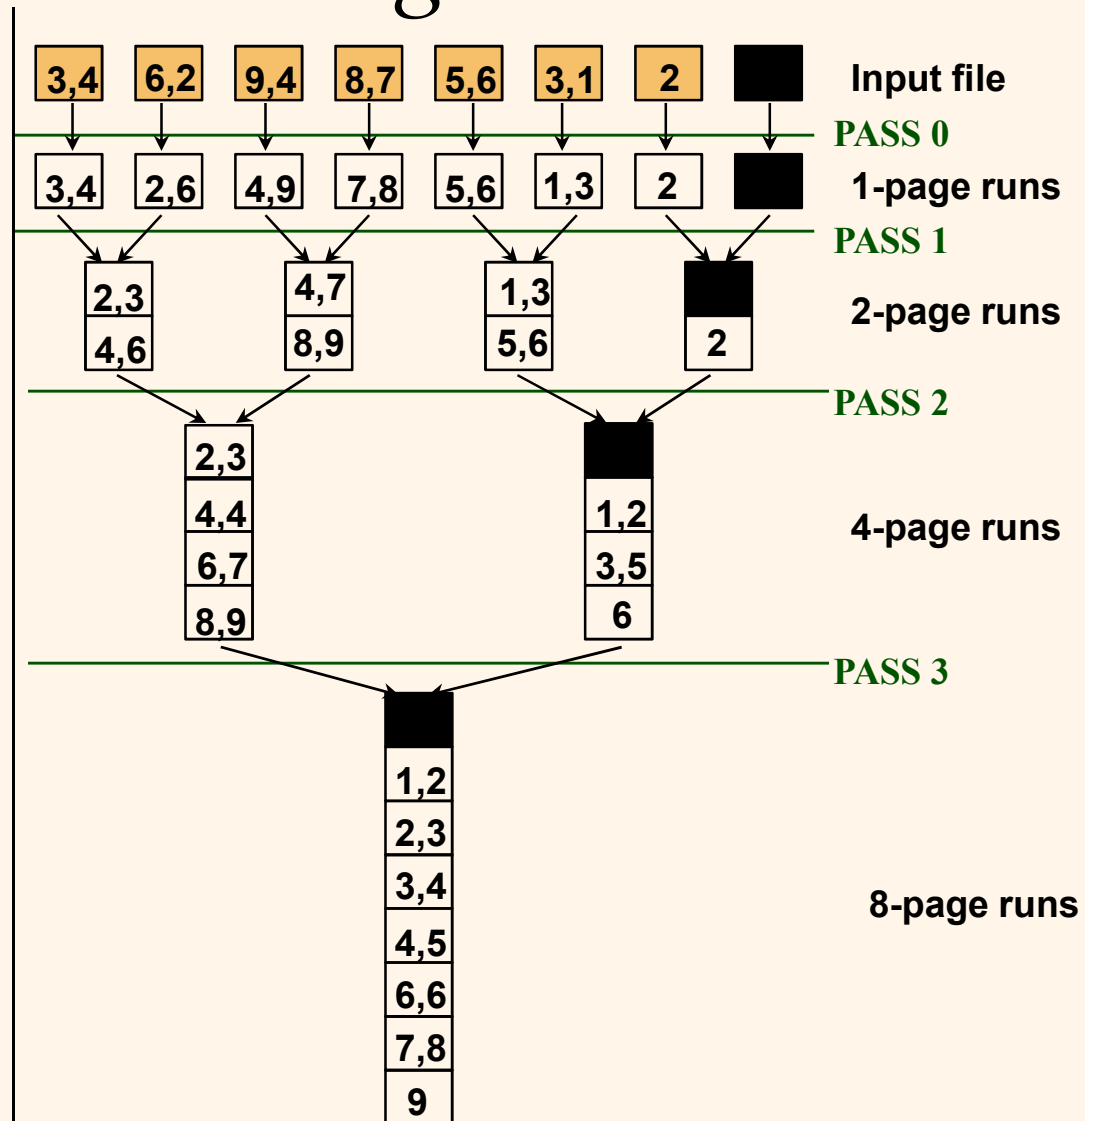 3,4 6,2 9,4 8,7 5,6 3,1 2 Input file
PASS 0
3,4 2,6 4,9 7,8 5,6 1,3 2 1-page runs
PASS 1
2,3 4,7 1,3
4,6 8,9 5,6 2
2-page runs
PASS 2
2,3
4,4 1,2
6,7 3,5
8,9 6
4-page runs
PASS 3
1,2
2,3
3,4
4,5
6,6
7,8
9
8-page runs